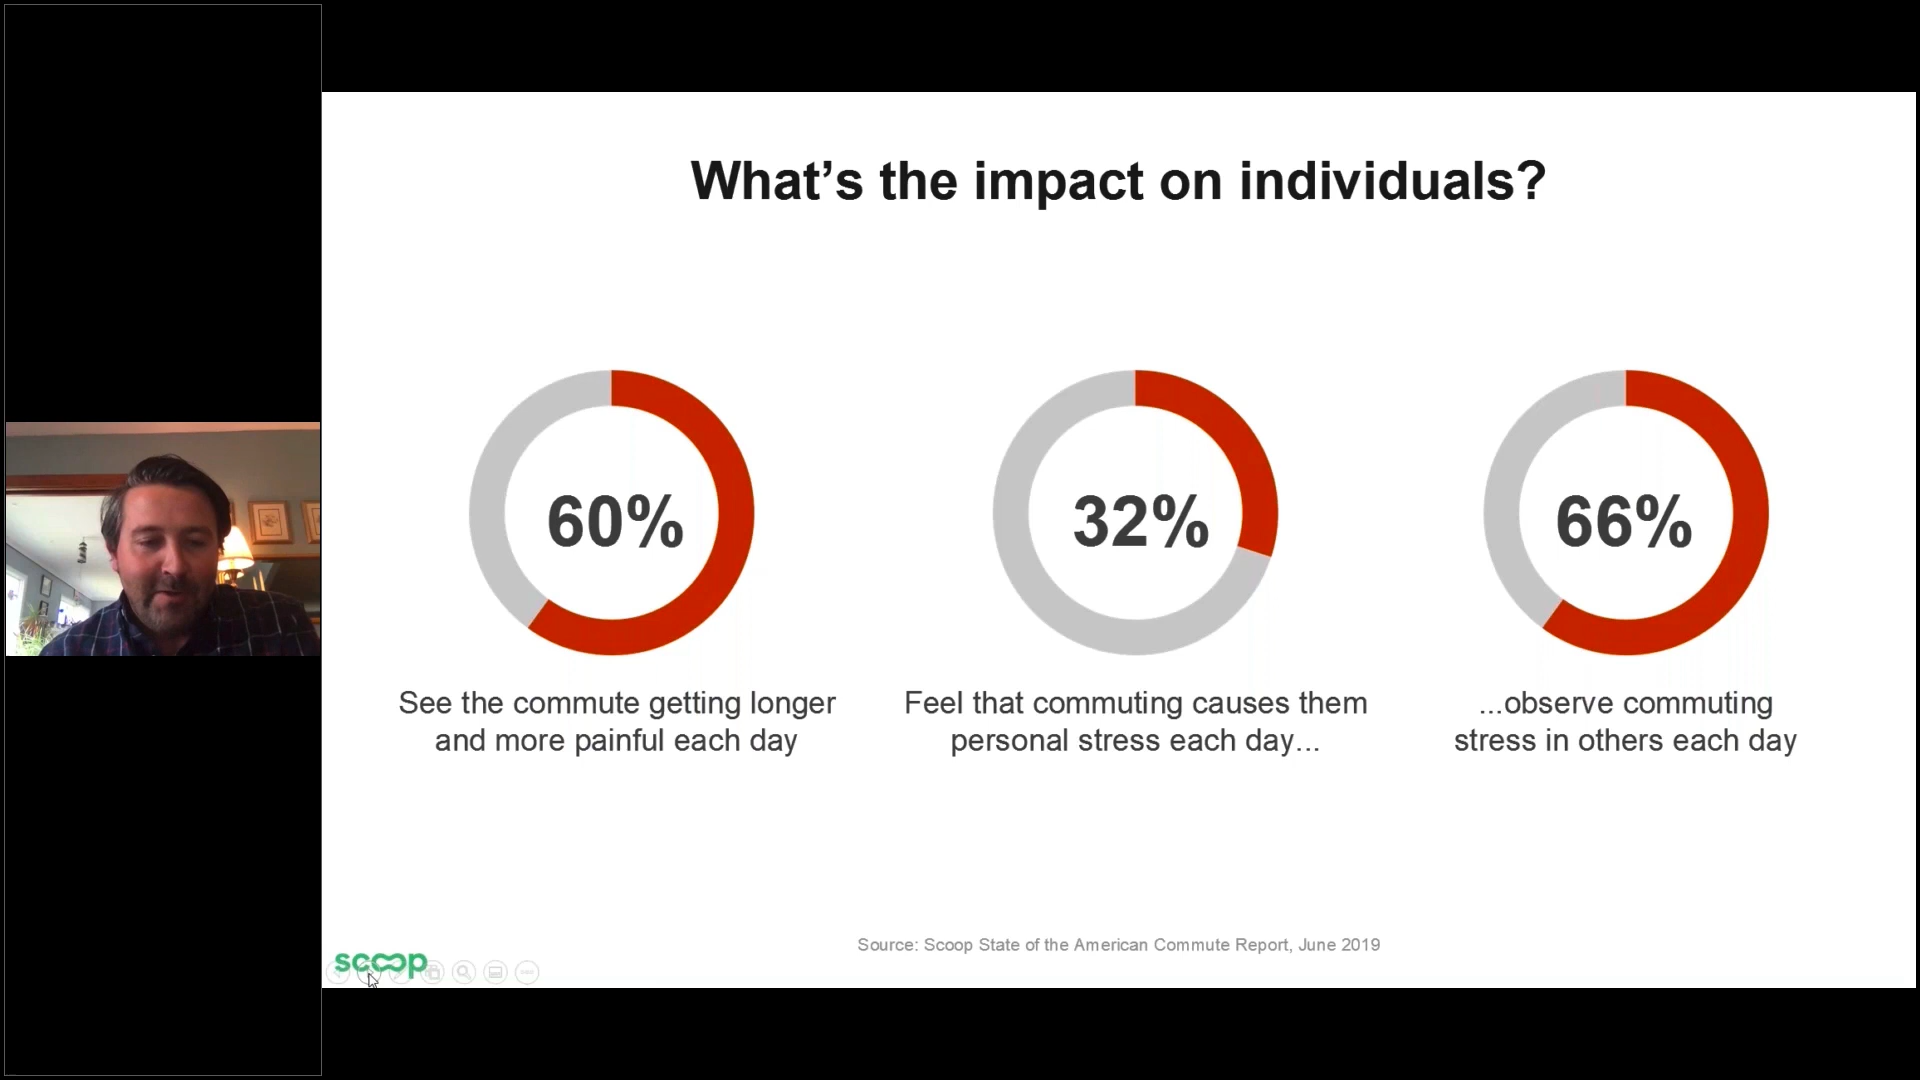 What’s the impact on individuals?
60%
32%
66%
See the commute getting longer
and more painful each day
Feel that commuting causes them
personal stress each day...
...observe commuting
stress in others each day
Source: Scoop State of the American Commute Report, June 2019
scoop